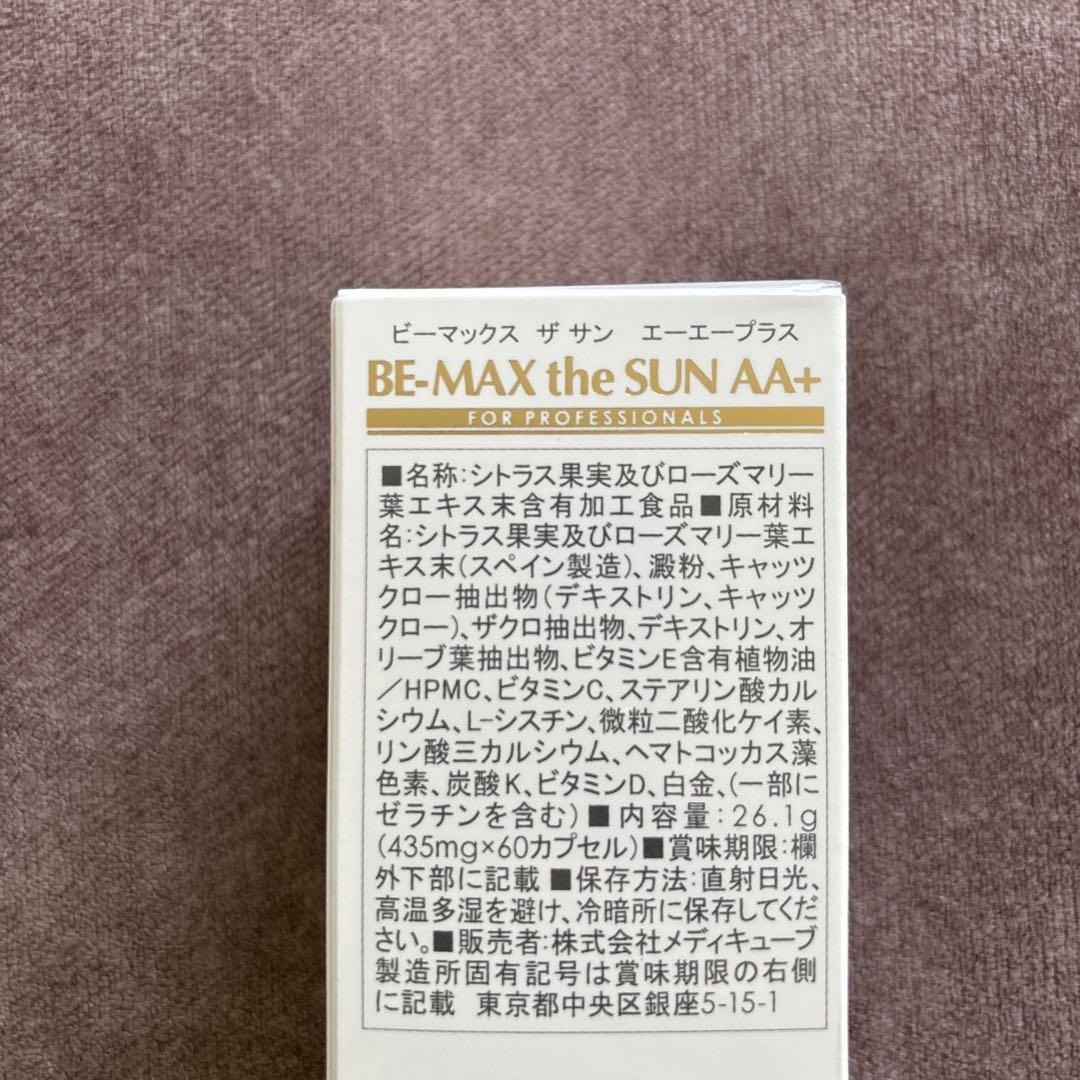 ビーマックス ザ サン エーエープラス
BE-MAX the SUN AA+
FOR PROFESSIONALS
■名称:シトラス果実及びローズマリー
葉エキス末含有加工食品■原材料
名:シトラス果実及びローズマリー葉エ
キス末(スペイン製造)、澱粉、キャッツ
クロー抽出物(デキストリン、キャッツ
クロー)、ザクロ抽出物、デキストリン、オ
リーブ葉抽出物、ビタミンE含有植物油
/HPMC、ビタミンC、ステアリン酸カル
シウム、L-シスチン、微粒二酸化ケイ素、
リン酸三カルシウム、ヘマトコッカス藻
色素、炭酸K、ビタミンD、白金、(一部に
ゼラチンを含む)■内容量:26.1g
(435mg×60カプセル)■賞味期限:欄
外下部に記載 ■保存方法:直射日光、
高温多湿を避け、冷暗所に保存してくだ
さい。■販売者:株式会社メディキューブ
製造所固有記号は賞味期限の右側
に記載 東京都中央区銀座5-15-1